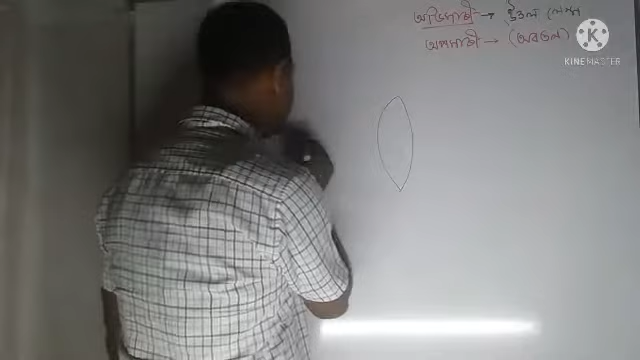 অভিসারী → উত্তল লেন্স
অপসারী → (অবতল)
KINEMASTER